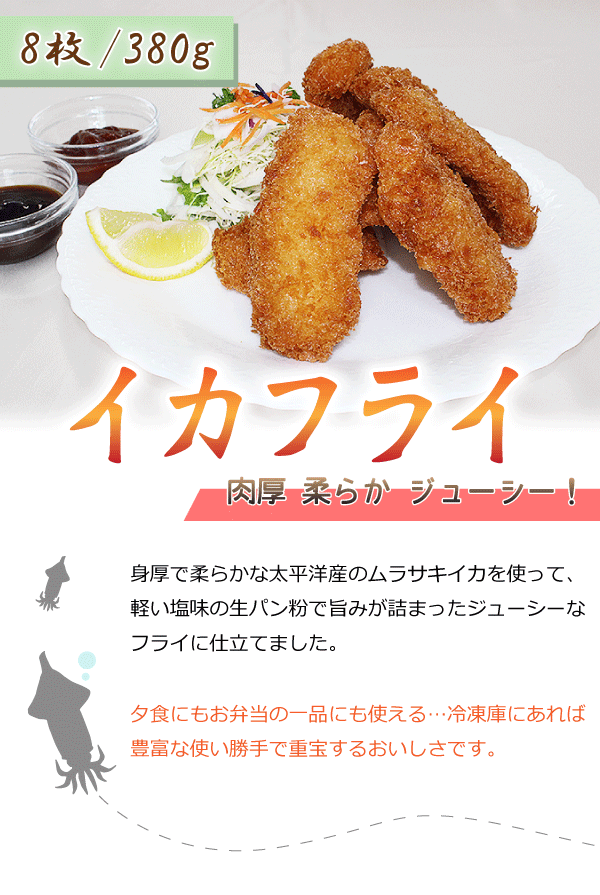 8枚/380g
イカフライ
肉厚 柔らか ジューシー！
身厚で柔らかな太平洋産のムラサキイカを使って、
軽い塩味の生パン粉で旨みが詰まったジューシーな
フライに仕立てました。
夕食にもお弁当の一品にも使える…冷凍庫にあれば
豊富な使い勝手で重宝するおいしさです。